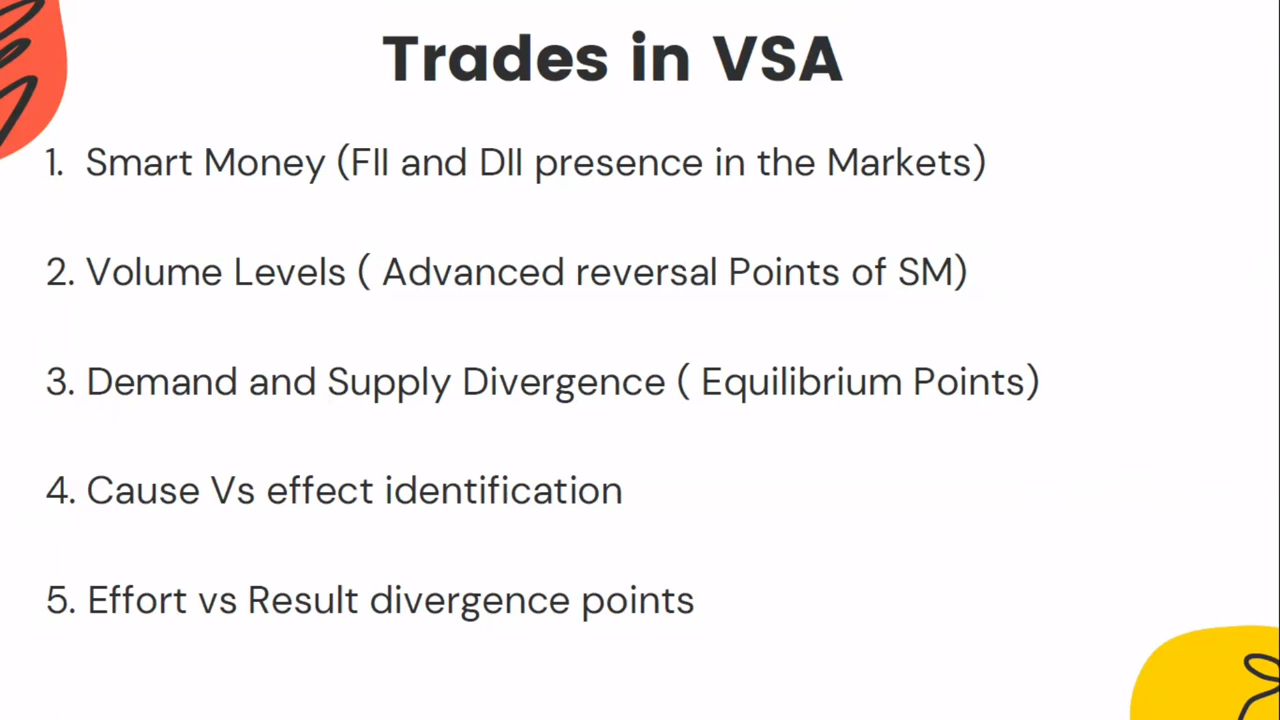 Trades in VSA
1. Smart Money (FII and DII presence in the Markets)
2. Volume Levels ( Advanced reversal Points of SM)
3. Demand and Supply Divergence ( Equilibrium Points)
4. Cause Vs effect identification
5. Effort vs Result divergence points